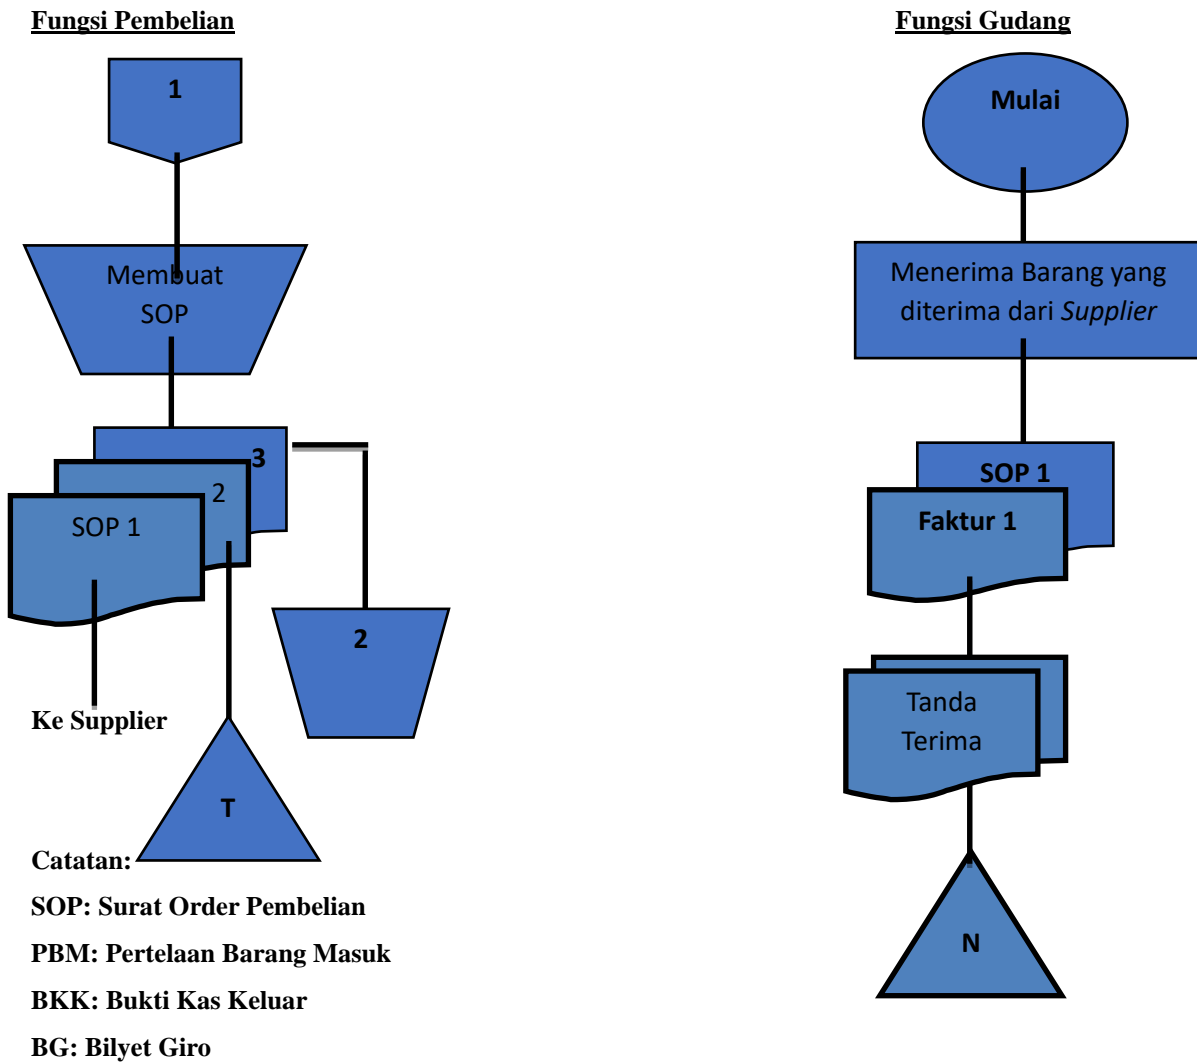 Fungsi Pembelian
1
Membuat
SOP
3
2
SOP 1
2
Ke Supplier
T
Catatan:
SOP: Surat Order Pembelian
PBM: Pertelaan Barang Masuk
BKK: Bukti Kas Keluar
BG: Bilyet Giro
Fungsi Gudang
Mulai
Menerima Barang yang
diterima dari Supplier
SOP 1
Faktur 1
Tanda
Terima
N